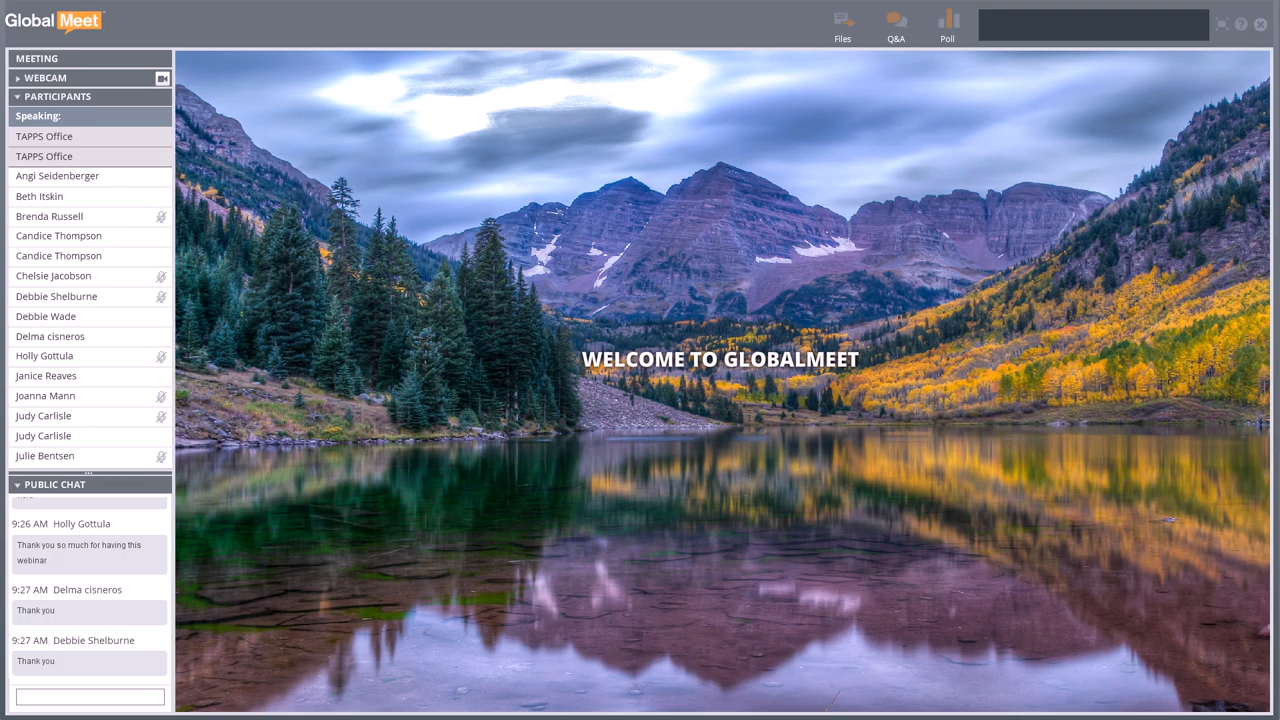 GlobalMeet
Files
Q&A
Poll
MEETING
WEBCAM
PARTICIPANTS
Speaking:
TAPPS Office
TAPPS Office
Angi Seidenberger
Beth Itskin
Brenda Russell
Candice Thompson
Candice Thompson
Chelsie Jacobson
Debbie Shelburne
Debbie Wade
Delma cisneros
Holly Gottula
Janice Reaves
Joanna Mann
Judy Carlisle
Judy Carlisle
Julie Bentsen
PUBLIC CHAT
9:26 AM Holly Gottula
Thank you so much for having this
webinar
9:27 AM Delma cisneros
Thank you
9:27 AM Debbie Shelburne
Thank you
WELCOME TO GLOBALMEET